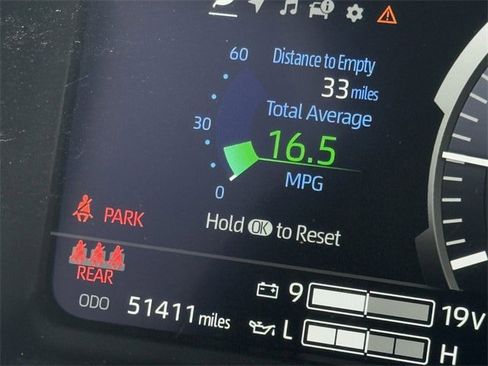 60
Distance to Empty
33 miles
Total Average
30
16.5
0
MPG
PARK
Hold OK to Reset
REAR
9
19V
ODO 51411 miles
L
H